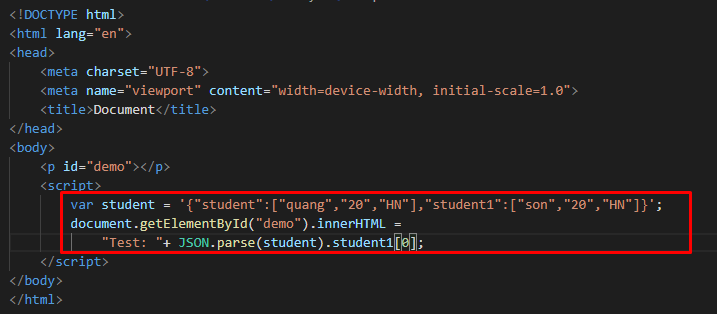 <!DOCTYPE html>
<html lang="en">
<head>
    <meta charset="UTF-8">
    <meta name="viewport" content="width=device-width, initial-scale=1.0">
    <title>Document</title>
</head>
<body>
    <p id="demo"></p>
    <script>
        var student = '{"student":["quang","20","HN"],"student1":["son","20","HN"]}';
        document.getElementById("demo").innerHTML =
            "Test: "+ JSON.parse(student).student1[0];
    </script>
</body>
</html>